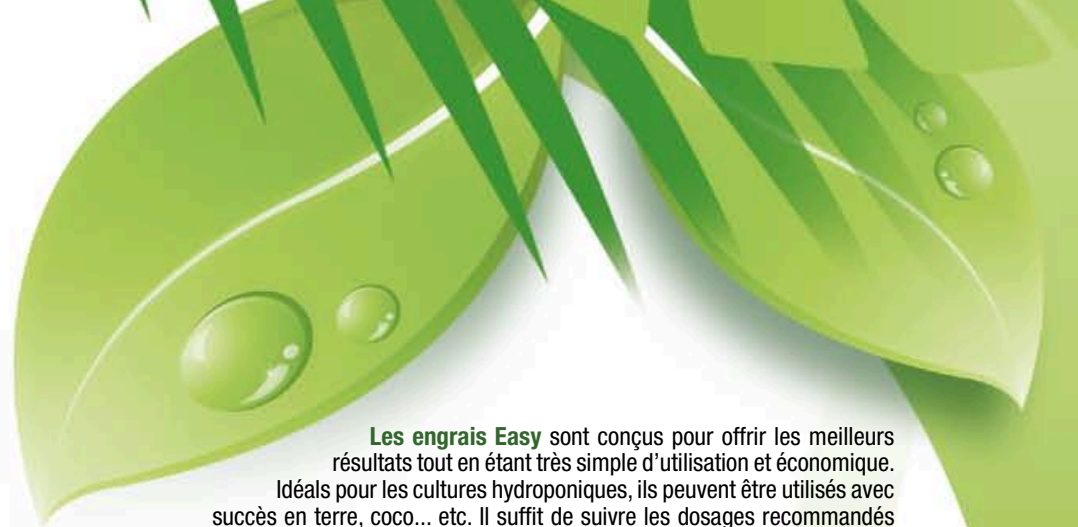 Les engrais Easy sont conçus pour offrir les meilleurs
résultats tout en étant très simple d'utilisation et économique.
Idéals pour les cultures hydroponiques, ils peuvent être utilisés avec
succès en terre, coco... etc. Il suffit de suivre les dosages recommandés